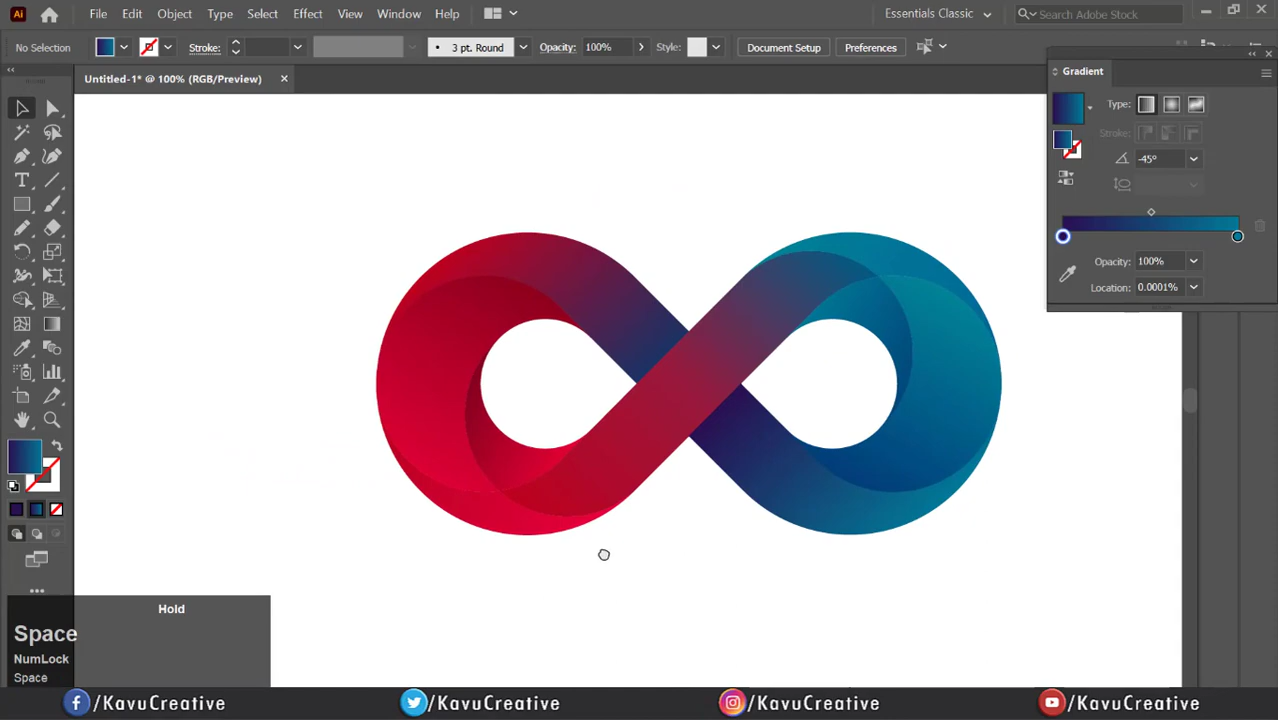 Ai File Edit Object Type Select Effect View Window Help Essentials Classic Search Adobe Stock
No Selection Stroke: 3 pt. Round Opacity: 100% Style: Document Setup Preferences
Untitled-1* @ 100% (RGB/Preview)
Gradient
Type:
Stroke:
-45°
Opacity: 100%
Location: 0.0001%
Hold
Space
NumLock
Space
/KavuCreative /KavuCreative /KavuCreative /KavuCreative